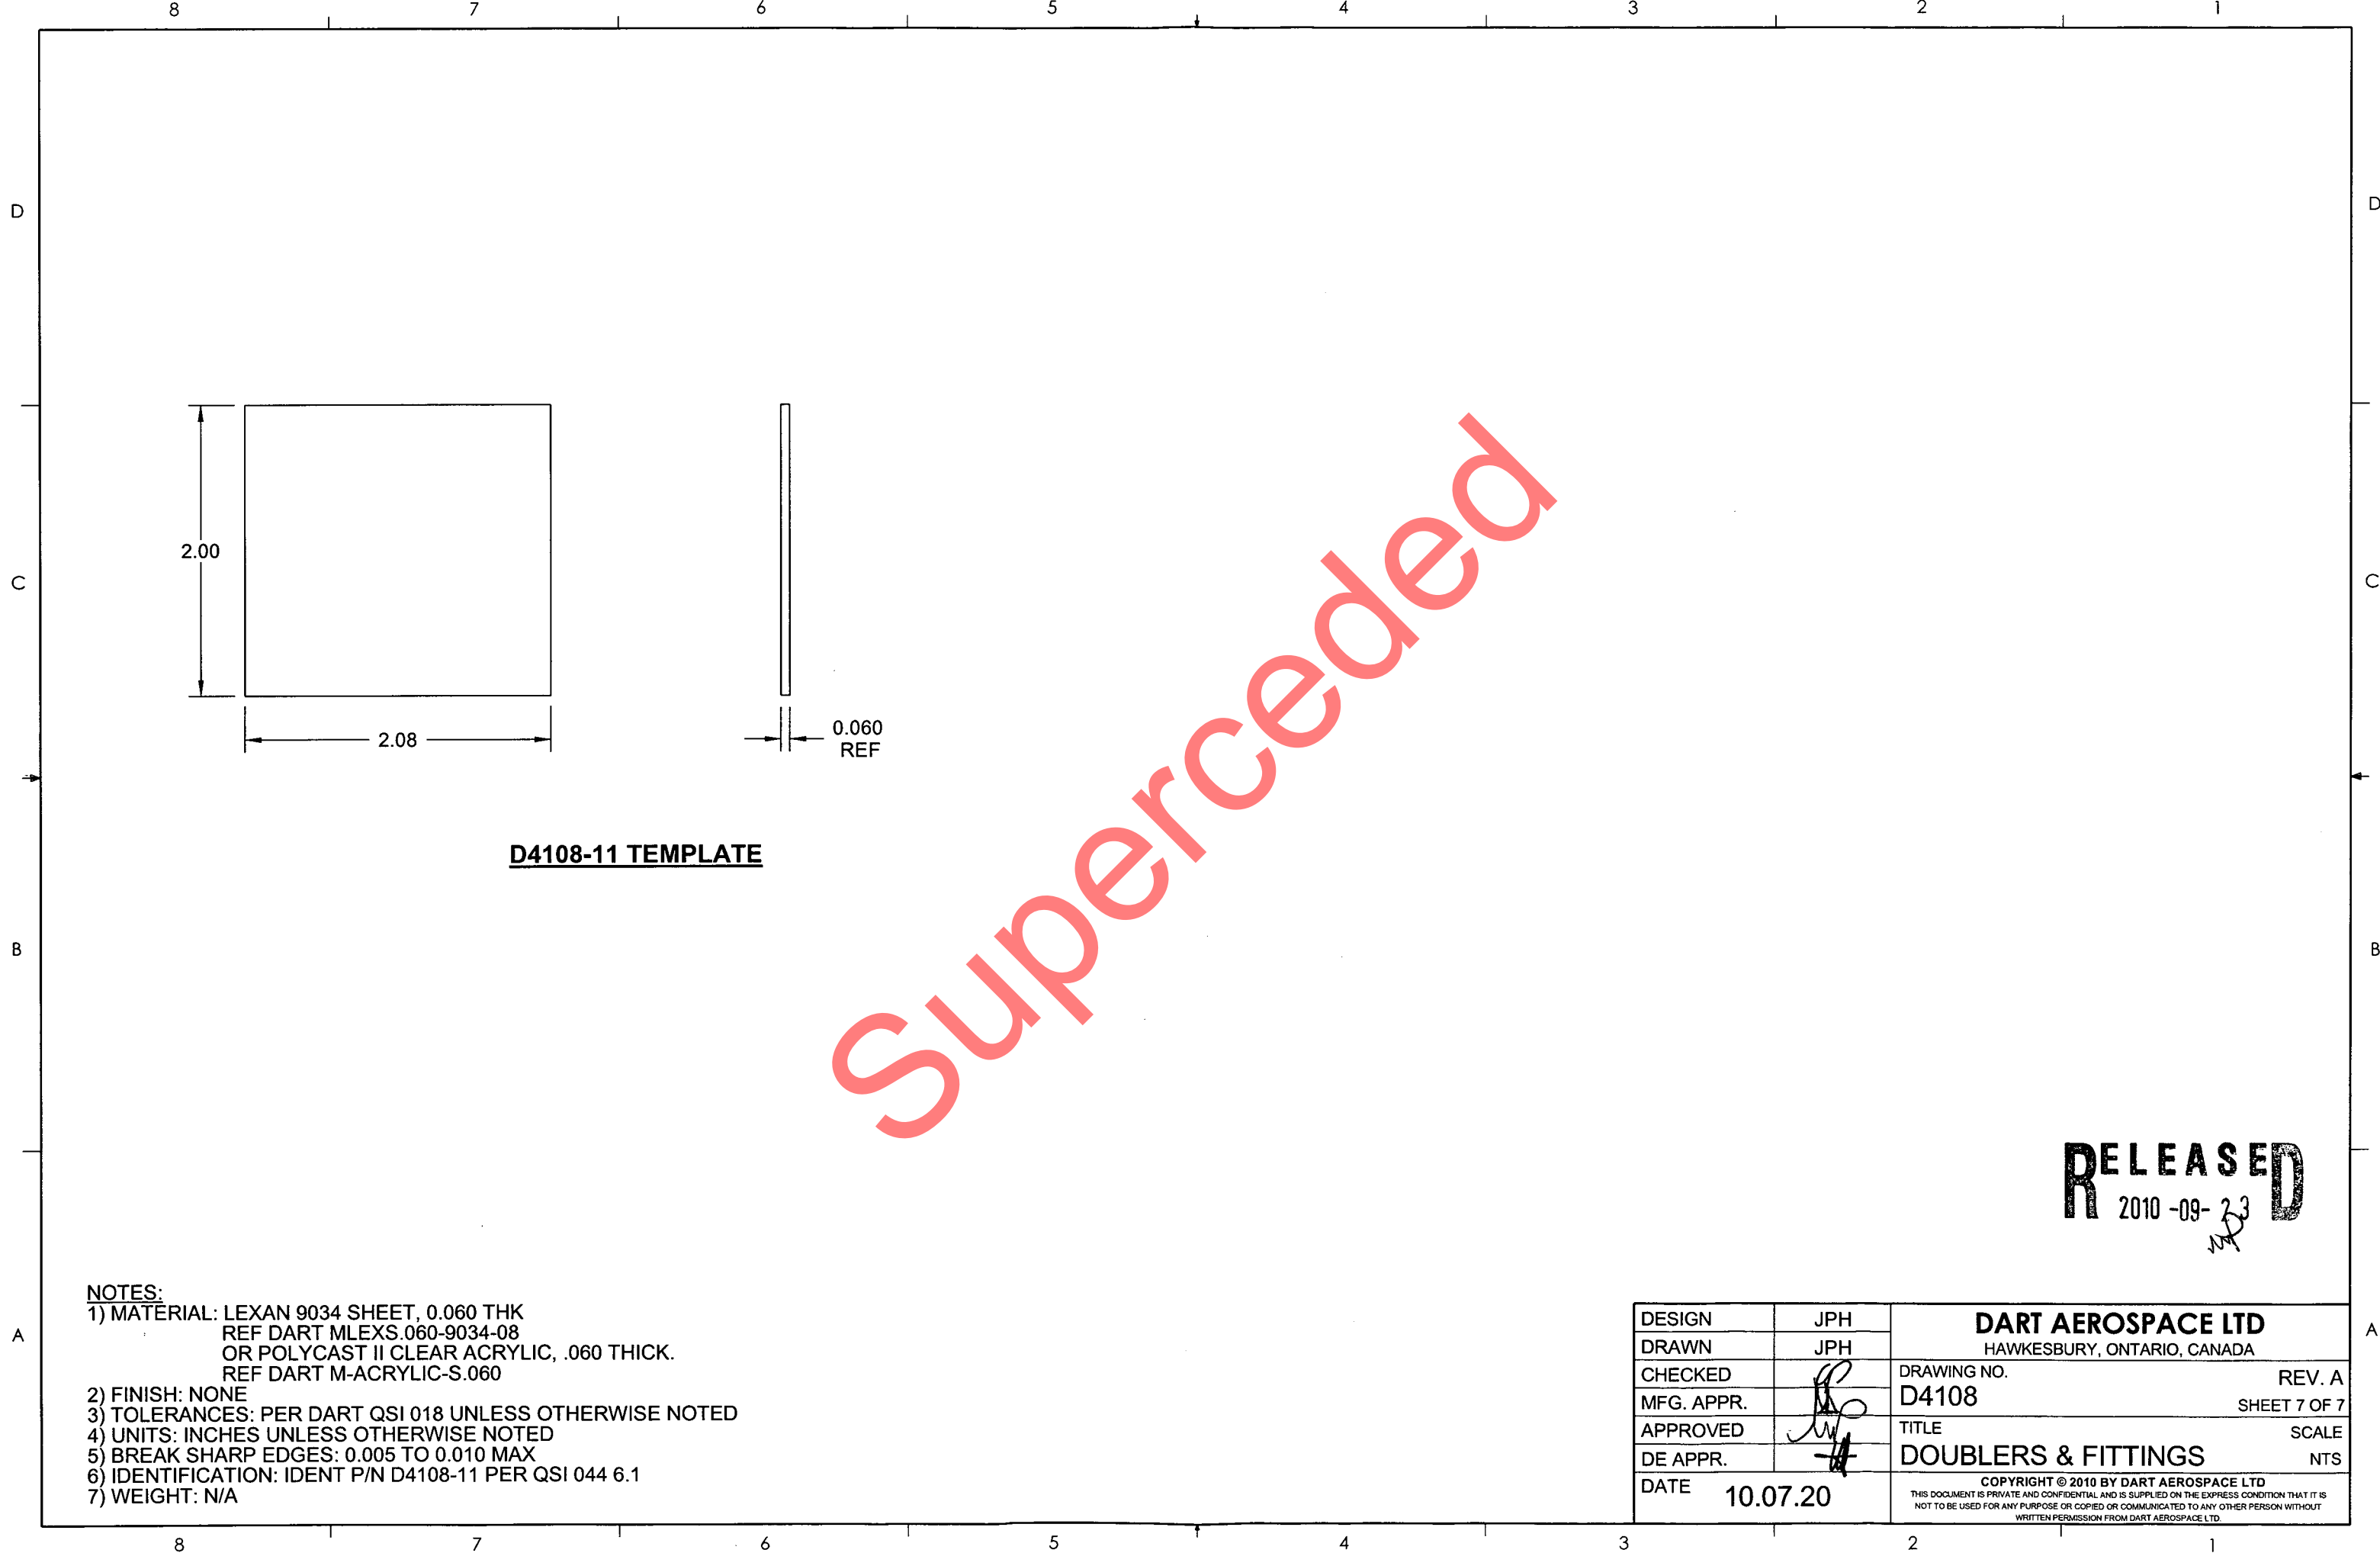 8 7 6 5 4 3 2 1
D D
2.00
C C
2.08
0.060
REF
D4108-11 TEMPLATE
Superceded
B B
RELEASED
2010 -09- 23
NOTES:
1) MATERIAL: LEXAN 9034 SHEET, 0.060 THK
REF DART MLEXS.060-9034-08
OR POLYCAST II CLEAR ACRYLIC, .060 THICK.
REF DART M-ACRYLIC-S.060
2) FINISH: NONE
3) TOLERANCES: PER DART QSI 018 UNLESS OTHERWISE NOTED
4) UNITS: INCHES UNLESS OTHERWISE NOTED
5) BREAK SHARP EDGES: 0.005 TO 0.010 MAX
6) IDENTIFICATION: IDENT P/N D4108-11 PER QSI 044 6.1
7) WEIGHT: N/A
A A
DESIGN JPH
DRAWN JPH
CHECKED
MFG. APPR.
APPROVED
DE APPR.
DATE 10.07.20
DART AEROSPACE LTD
HAWKESBURY, ONTARIO, CANADA
DRAWING NO. REV. A
D4108 SHEET 7 OF 7
TITLE SCALE
DOUBLERS & FITTINGS NTS
COPYRIGHT © 2010 BY DART AEROSPACE LTD
THIS DOCUMENT IS PRIVATE AND CONFIDENTIAL AND IS SUPPLIED ON THE EXPRESS CONDITION THAT IT IS
NOT TO BE USED FOR ANY PURPOSE OR COPIED OR COMMUNICATED TO ANY OTHER PERSON WITHOUT
WRITTEN PERMISSION FROM DART AEROSPACE LTD.
8 7 6 5 4 3 2 1